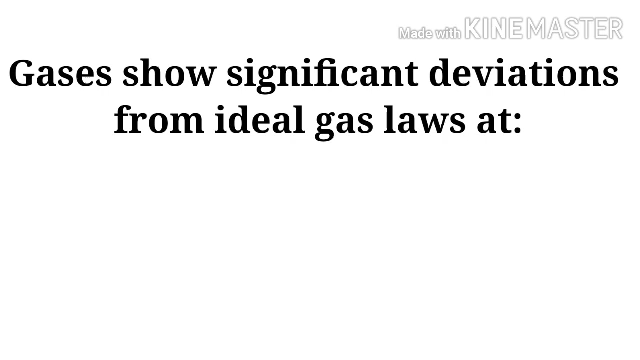 Made with KINEMASTER
Gases show significant deviations
from ideal gas laws at: